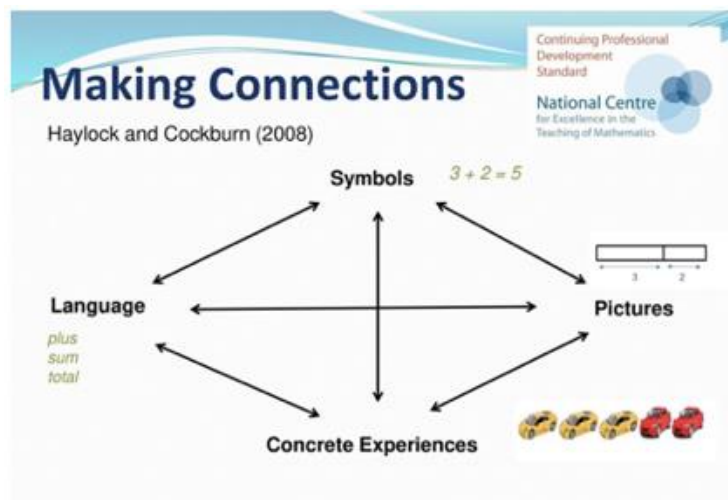 Continuing Professional
Development
Standard
Making Connections
National Centre
for Excellence in the
Teaching of Mathematics
Haylock and Cockburn (2008)
Symbols
3 + 2 = 5
3
2
Language
Pictures
plus
sum
total
Concrete Experiences